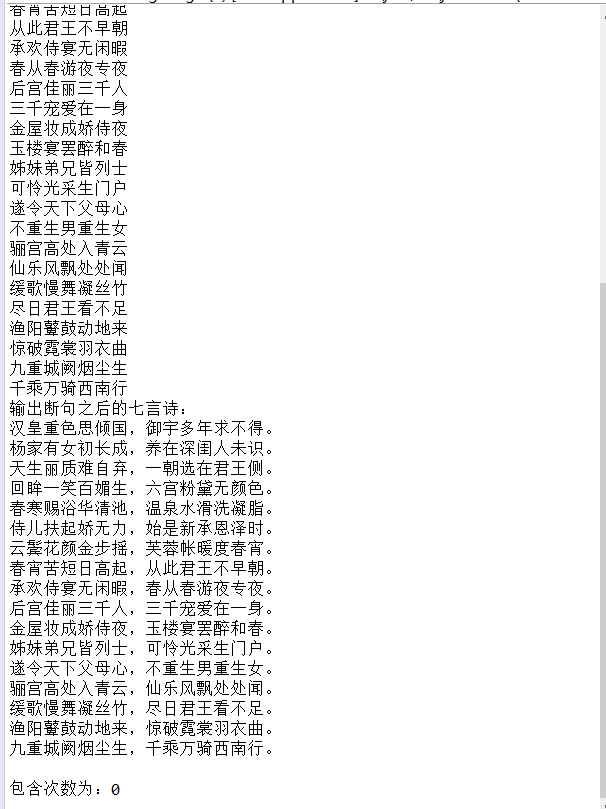 春宵苦短日高起
从此君王不早朝
承欢侍宴无闲暇
春从春游夜专夜
后宫佳丽三千人
三千宠爱在一身
金屋妆成娇侍夜
玉楼宴罢醉和春
姊妹弟兄皆列士
可怜光采生门户
遂令天下父母心
不重生男重生女
骊宫高处入青云
仙乐风飘处处闻
缓歌慢舞凝丝竹
尽日君王看不足
渔阳鼙鼓动地来
惊破霓裳羽衣曲
九重城阙烟尘生
千乘万骑西南行
输出断句之后的七言诗：
汉皇重色思倾国，御宇多年求不得。
杨家有女初长成，养在深闺人未识。
天生丽质难自弃，一朝选在君王侧。
回眸一笑百媚生，六宫粉黛无颜色。
春寒赐浴华清池，温泉水滑洗凝脂。
侍儿扶起娇无力，始是新承恩泽时。
云鬓花颜金步摇，芙蓉帐暖度春宵。
春宵苦短日高起，从此君王不早朝。
承欢侍宴无闲暇，春从春游夜专夜。
后宫佳丽三千人，三千宠爱在一身。
金屋妆成娇侍夜，玉楼宴罢醉和春。
姊妹弟兄皆列士，可怜光采生门户。
遂令天下父母心，不重生男重生女。
骊宫高处入青云，仙乐风飘处处闻。
缓歌慢舞凝丝竹，尽日君王看不足。
渔阳鼙鼓动地来，惊破霓裳羽衣曲。
九重城阙烟尘生，千乘万骑西南行。
包含次数为：0